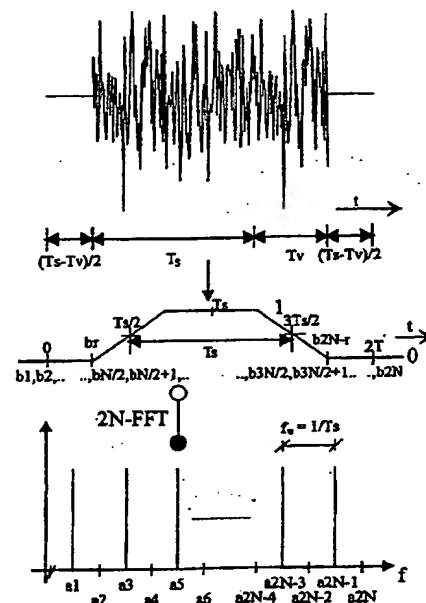 t
(Ts-Tv)/2 Ts Tv (Ts-Tv)/2
Ts 1
br Ts/2 3Ts/2 b2N-r t
0 Ts 2T 0
b1,b2,.. ..,bN/2,bN/2+1,.. ..,b3N/2,b3N/2+1.. ..,b2N
2N-FFT
fu = 1/Ts
f
a1 a3 a5 a2N-3 a2N-1
a2 a4 a6 a2N-4 a2N-2 a2N